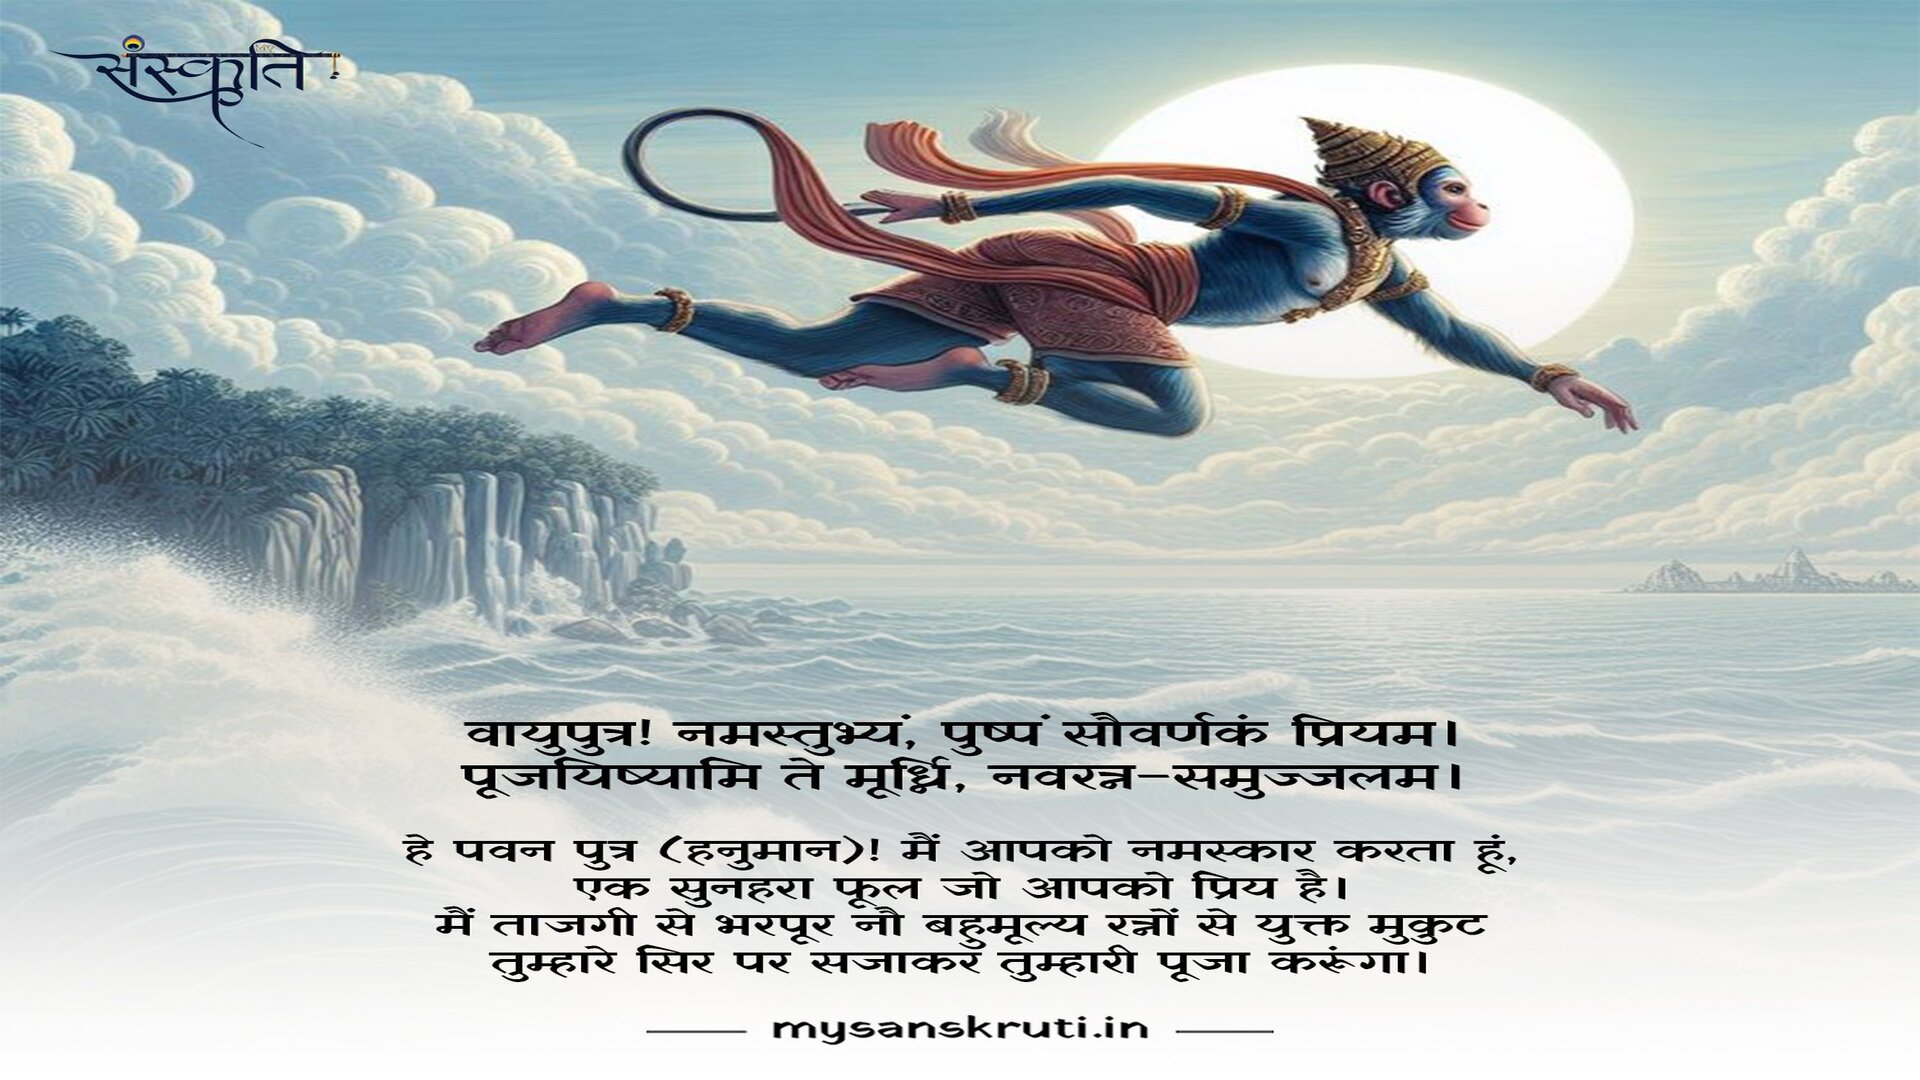 MY
संस्कृति
वायुपुत्र! नमस्तुभ्यं, पुष्पं सौवर्णकं प्रियम।
पूजयिष्यामि ते मूर्ध्नि, नवरत्न-समुज्जलम।
हे पवन पुत्र (हनुमान)! मैं आपको नमस्कार करता हूं,
एक सुनहरा फूल जो आपको प्रिय है।
मैं ताजगी से भरपूर नौ बहुमूल्य रत्नों से युक्त मुकुट
तुम्हारे सिर पर सजाकर तुम्हारी पूजा करूंगा।
mysanskruti.in